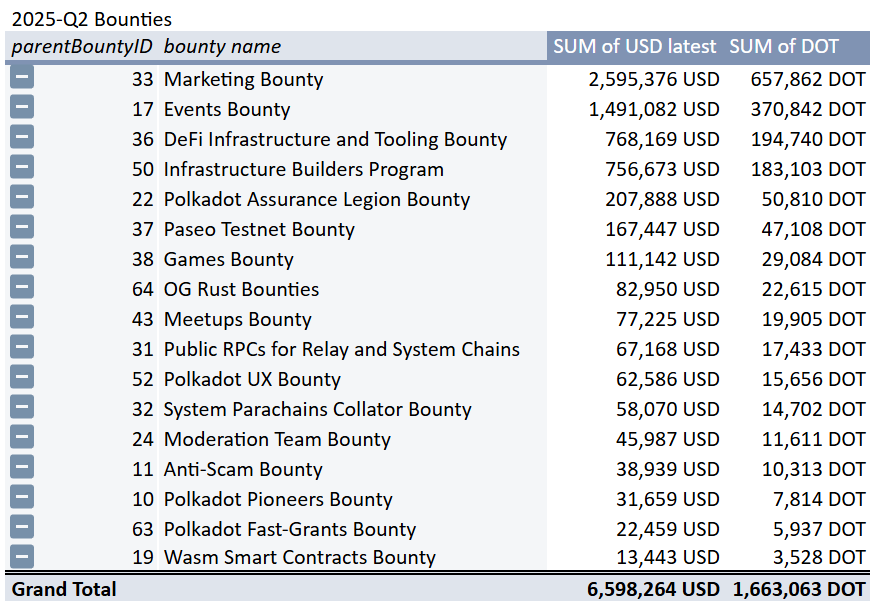 2025-Q2 Bounties
parentBountyID bounty name SUM of USD latest SUM of DOT
33 Marketing Bounty 2,595,376 USD 657,862 DOT
17 Events Bounty 1,491,082 USD 370,842 DOT
36 DeFi Infrastructure and Tooling Bounty 768,169 USD 194,740 DOT
50 Infrastructure Builders Program 756,673 USD 183,103 DOT
22 Polkadot Assurance Legion Bounty 207,888 USD 50,810 DOT
37 Paseo Testnet Bounty 167,447 USD 47,108 DOT
38 Games Bounty 111,142 USD 29,084 DOT
64 OG Rust Bounties 82,950 USD 22,615 DOT
43 Meetups Bounty 77,225 USD 19,905 DOT
31 Public RPCs for Relay and System Chains 67,168 USD 17,433 DOT
52 Polkadot UX Bounty 62,586 USD 15,656 DOT
32 System Parachains Collator Bounty 58,070 USD 14,702 DOT
24 Moderation Team Bounty 45,987 USD 11,611 DOT
11 Anti-Scam Bounty 38,939 USD 10,313 DOT
10 Polkadot Pioneers Bounty 31,659 USD 7,814 DOT
63 Polkadot Fast-Grants Bounty 22,459 USD 5,937 DOT
19 Wasm Smart Contracts Bounty 13,443 USD 3,528 DOT
Grand Total 6,598,264 USD 1,663,063 DOT